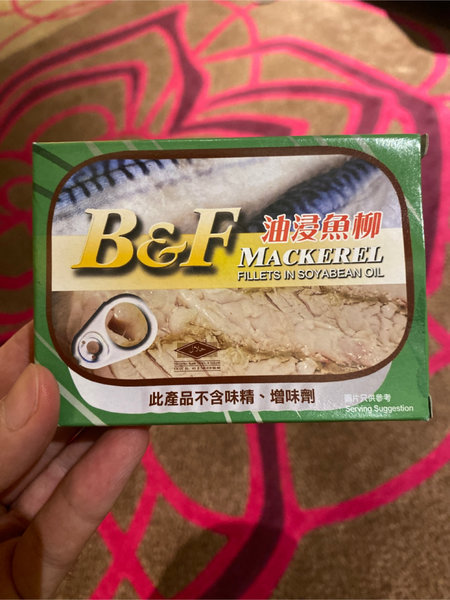 B&F
油浸魚柳
MACKEREL
FILLETS IN SOYABEAN OIL
此產品不含味精、增味劑
圖片只供參考
Serving Suggestion